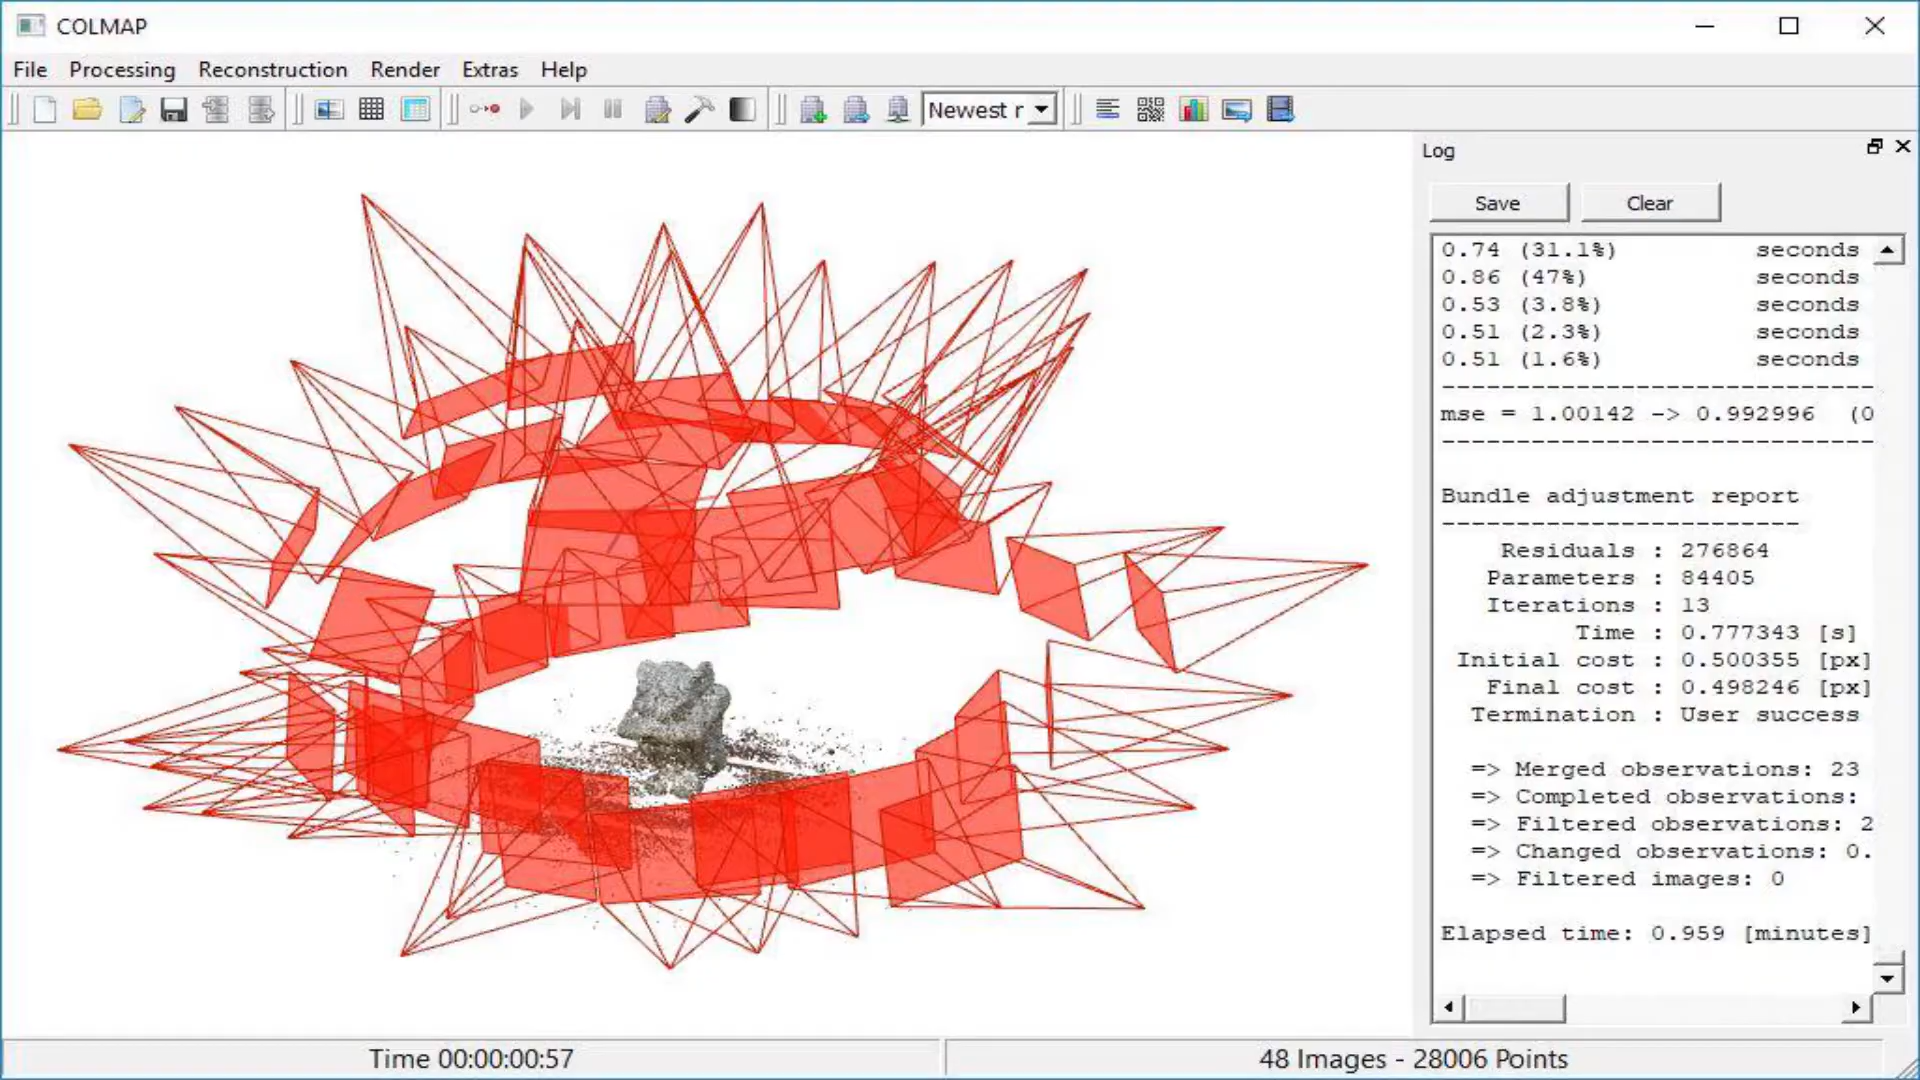 COLMAP
File Processing Reconstruction Render Extras Help
Newest r
Log
Save Clear
0.74 (31.1%) seconds
0.86 (47%) seconds
0.53 (3.8%) seconds
0.51 (2.3%) seconds
0.51 (1.6%) seconds
-----------------------------
mse = 1.00142 -> 0.992996 (0
-----------------------------
Bundle adjustment report
------------------------
Residuals : 276864
Parameters : 84405
Iterations : 13
Time : 0.777343 [s]
Initial cost : 0.500355 [px]
Final cost : 0.498246 [px]
Termination : User success
=> Merged observations: 23
=> Completed observations:
=> Filtered observations: 2
=> Changed observations: 0.
=> Filtered images: 0
Elapsed time: 0.959 [minutes]
Time 00:00:00:57
48 Images - 28006 Points